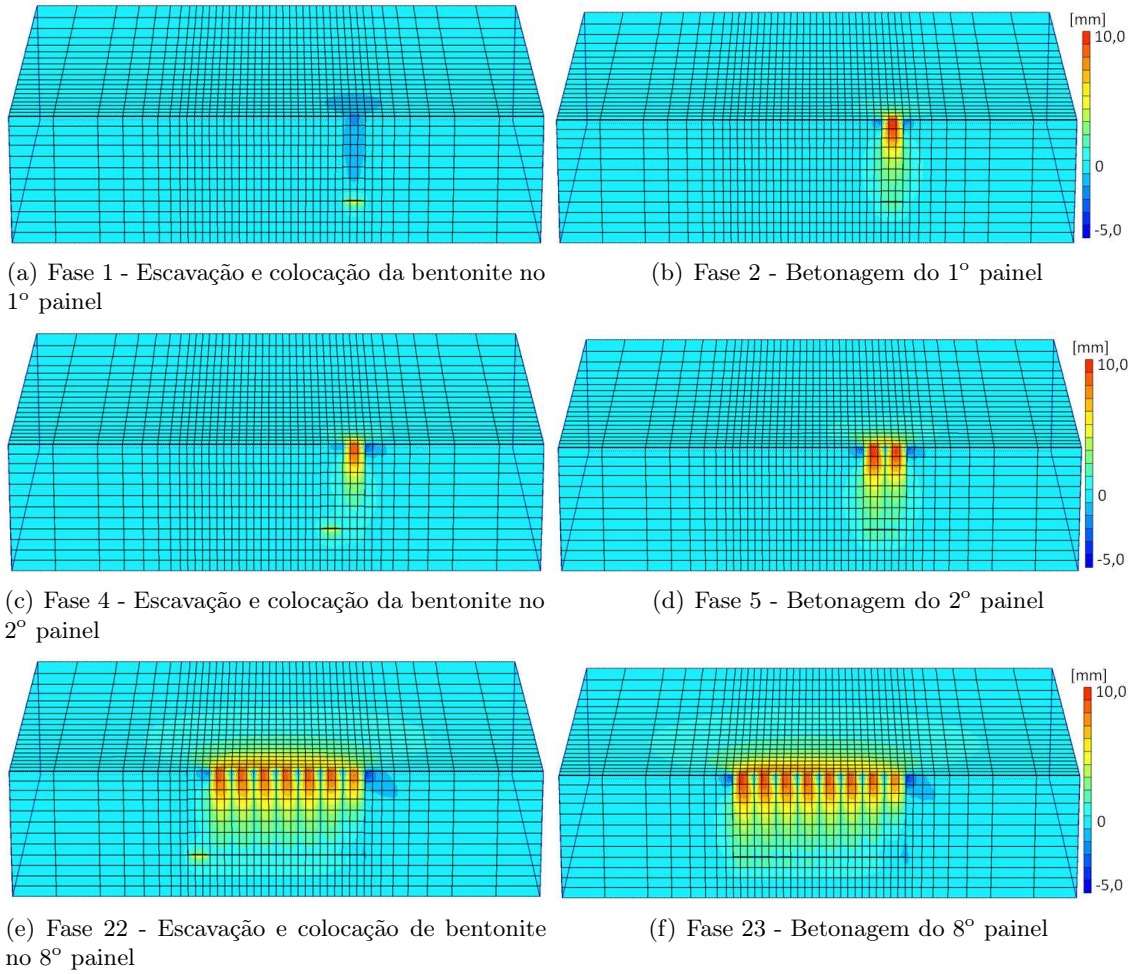 [mm]
10,0
0
-5,0
(a) Fase 1 - Escavação e colocação da bentonite no
1º painel
(b) Fase 2 - Betonagem do 1º painel
[mm]
10,0
0
-5,0
(c) Fase 4 - Escavação e colocação da bentonite no
2º painel
(d) Fase 5 - Betonagem do 2º painel
[mm]
10,0
0
-5,0
(e) Fase 22 - Escavação e colocação de bentonite
no 8º painel
(f) Fase 23 - Betonagem do 8º painel